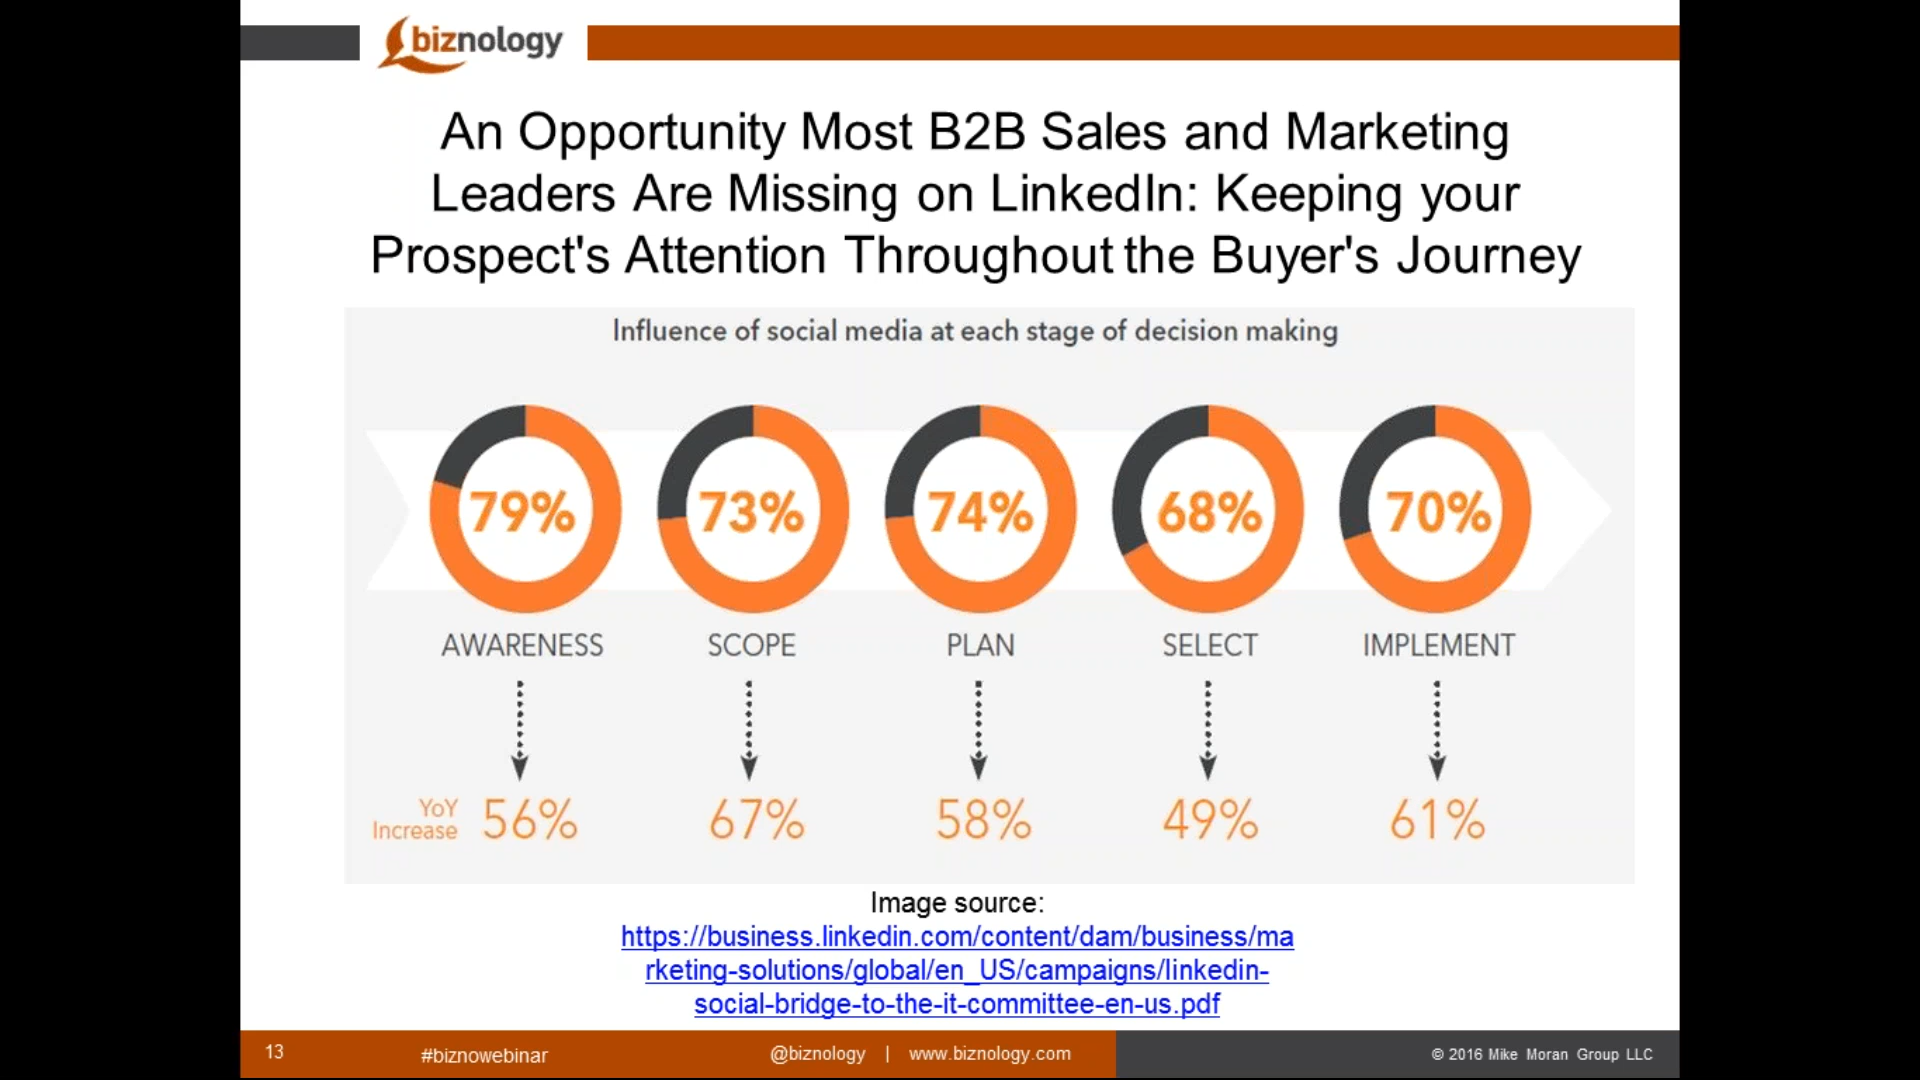 biznology
An Opportunity Most B2B Sales and Marketing
Leaders Are Missing on LinkedIn: Keeping your
Prospect's Attention Throughout the Buyer's Journey
Influence of social media at each stage of decision making
79% 73% 74% 68% 70%
AWARENESS SCOPE PLAN SELECT IMPLEMENT
YoY
Increase 56% 67% 58% 49% 61%
Image source:
https://business.linkedin.com/content/dam/business/ma
rketing-solutions/global/en_US/campaigns/linkedin-
social-bridge-to-the-it-committee-en-us.pdf
13 #biznowebinar @biznology | www.biznology.com © 2016 Mike Moran Group LLC